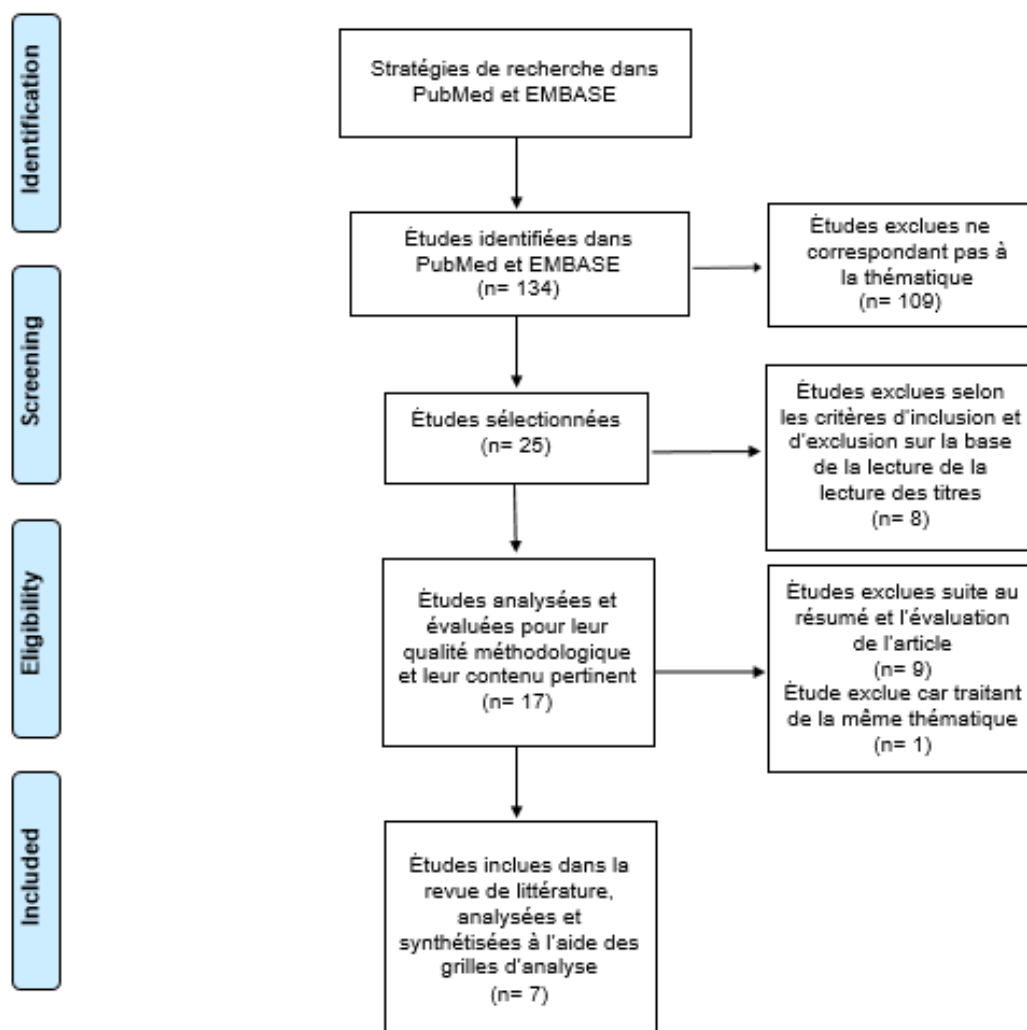 Identification
Stratégies de recherche dans
PubMed et EMBASE
Études identifiées dans
PubMed et EMBASE
(n= 134)
Études exclues ne
correspondant pas à
la thématique
(n= 109)
Screening
Études sélectionnées
(n= 25)
Études exclues selon
les critères d'inclusion et
d'exclusion sur la base
de la lecture de la
lecture des titres
(n= 8)
Eligibility
Études analysées et
évaluées pour leur
qualité méthodologique
et leur contenu pertinent
(n= 17)
Études exclues suite au
résumé et l'évaluation
de l'article
(n= 9)
Étude exclue car traitant
de la même thématique
(n= 1)
Included
Études inclues dans la
revue de littérature,
analysées et
synthétisées à l'aide des
grilles d'analyse
(n= 7)